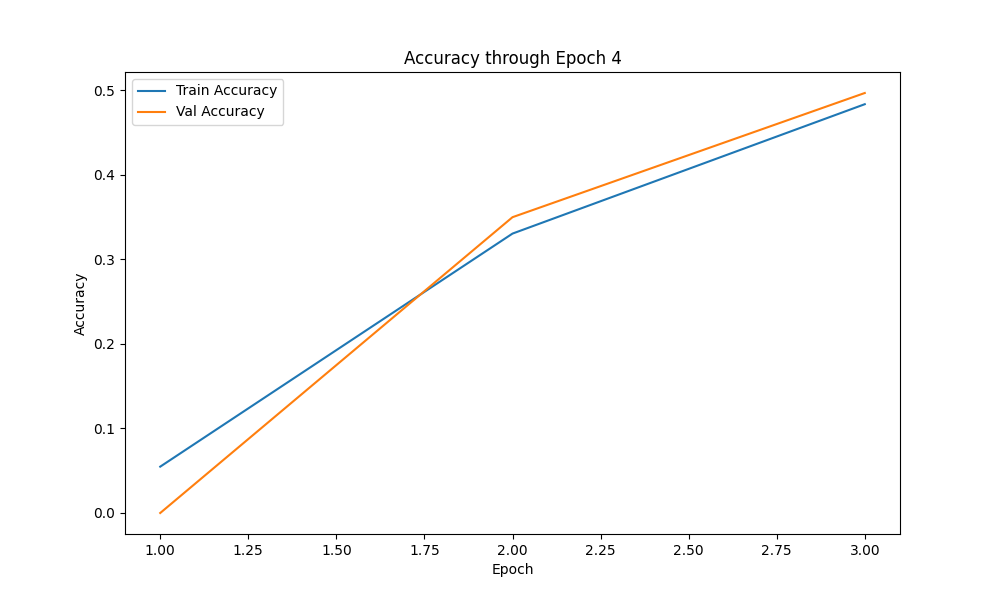 Accuracy through Epoch 4
Train Accuracy
Val Accuracy
0.5
0.4
0.3
0.2
0.1
0.0
Accuracy
1.00 1.25 1.50 1.75 2.00 2.25 2.50 2.75 3.00
Epoch